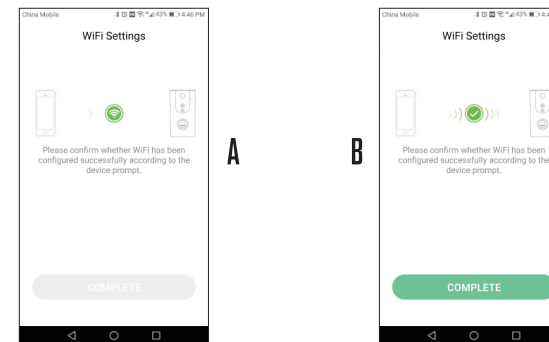 China Mobile 43% 4:46 PM
WiFi Settings
Please confirm whether WiFi has been
configured successfully according to the
device prompt.
COMPLETE
A
B
China Mobile 43% 4:4
WiFi Settings
Please confirm whether WiFi has been
configured successfully according to the
device prompt.
COMPLETE